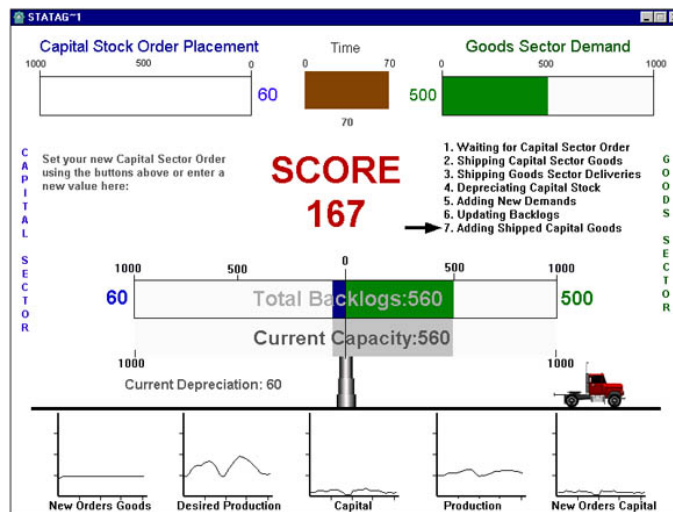 STATAG~1
Capital Stock Order Placement
Time
Goods Sector Demand
1000 500 0
0 70
0 500 1000
60
500
70
CAPITAL SECTOR
Set your new Capital Sector Order
using the buttons above or enter a
new value here:
SCORE
167
1. Waiting for Capital Sector Order
2. Shipping Capital Sector Goods
3. Shipping Goods Sector Deliveries
4. Depreciating Capital Stock
5. Adding New Demands
6. Updating Backlogs
7. Adding Shipped Capital Goods
GOODS SECTOR
1000 500 0 500 1000
60
Total Backlogs:560
500
Current Capacity:560
1000
1000
Current Depreciation: 60
New Orders Goods
Desired Production
Capital
Production
New Orders Capital